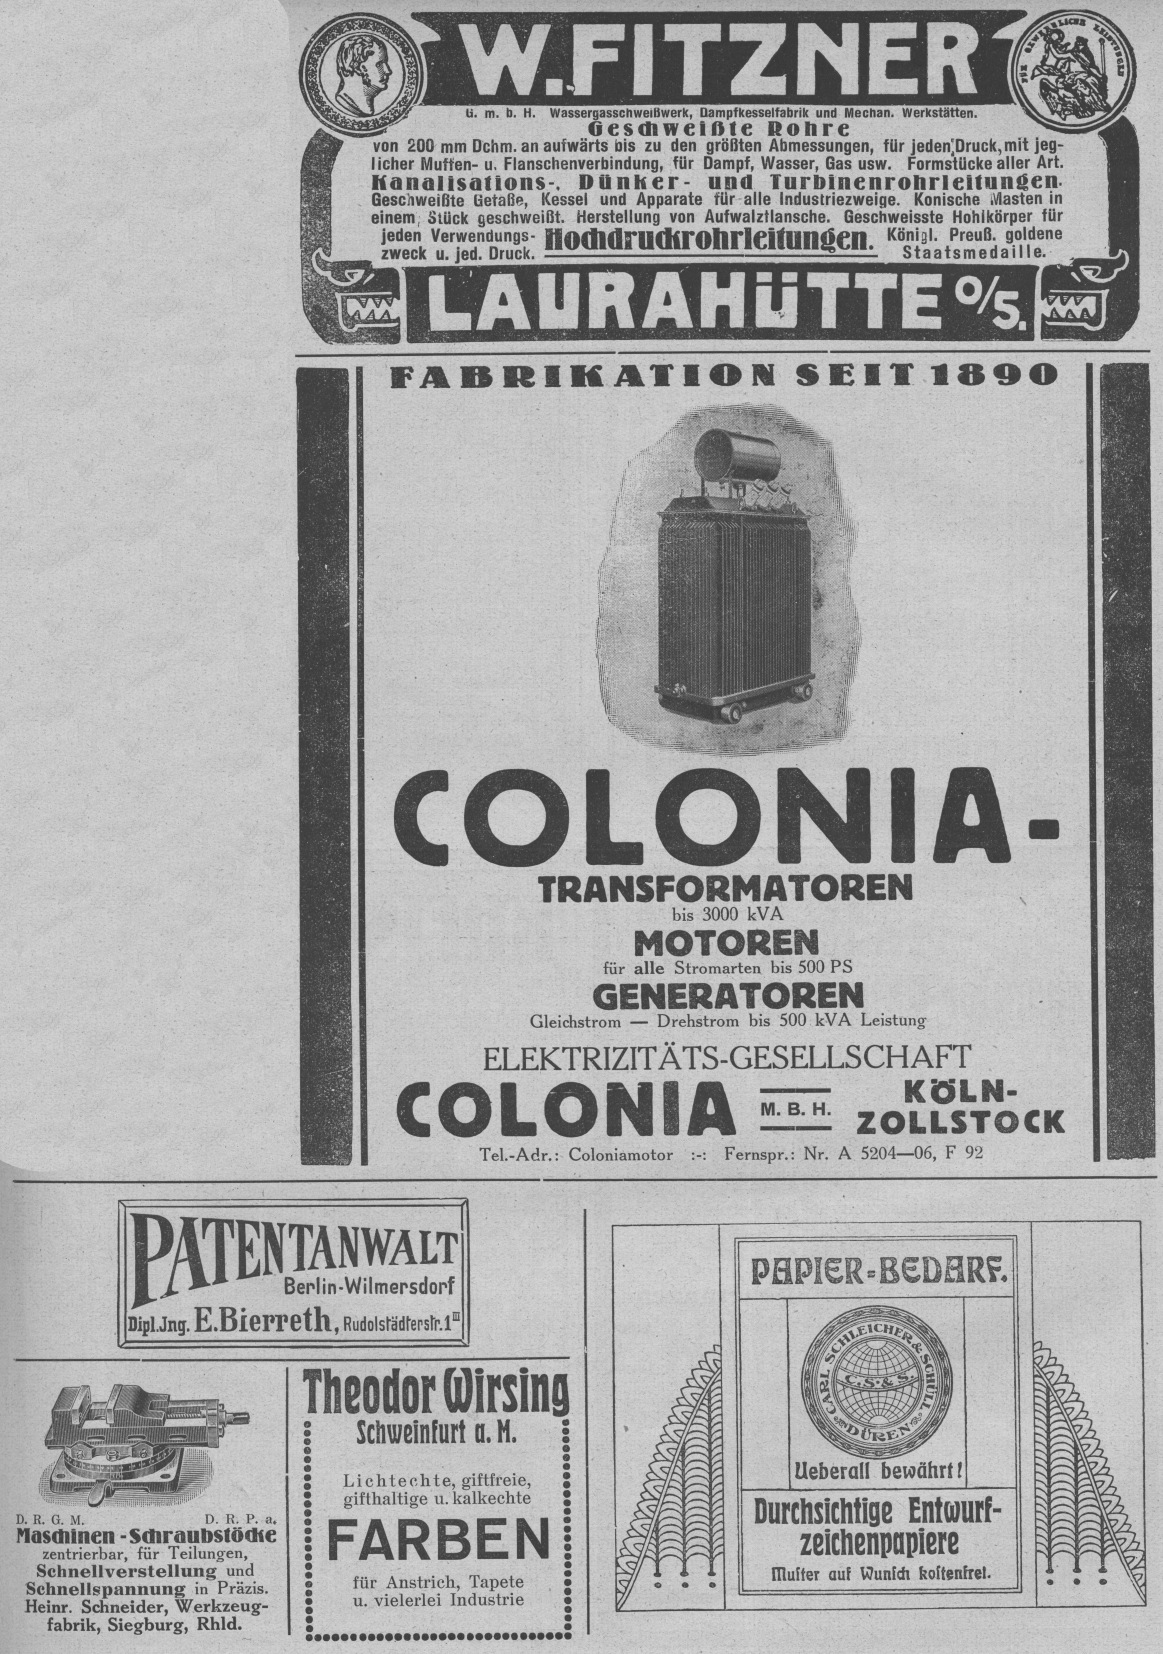 W. FITZNER
FÜR GEWERBLICHE LEISTUNGEN
G. m. b. H. Wassergasschweißwerk, Dampfkesselfabrik und Mechan. Werkstätten.
Geschweißte Rohre
von 200 mm Dchm. an aufwärts bis zu den größten Abmessungen, für jeden Druck, mit jeg-
licher Muffen- u. Flanschenverbindung, für Dampf, Wasser, Gas usw. Formstücke aller Art.
Kanalisations-, Dünker- und Turbinenrohrleitungen.
Geschweißte Gefäße, Kessel und Apparate für alle Industriezweige. Konische Masten in
einem Stück geschweißt. Herstellung von Aufwalzflansche. Geschweisste Hohlkörper für
jeden Verwendungs-
zweck u. jed. Druck.
Hochdruckrohrleitungen.
Königl. Preuß. goldene
Staatsmedaille.
LAURAHÜTTE O/S.
FABRIKATION SEIT 1890
COLONIA-
TRANSFORMATOREN
bis 3000 kVA
MOTOREN
für alle Stromarten bis 500 PS
GENERATOREN
Gleichstrom — Drehstrom bis 500 kVA Leistung
ELEKTRIZITÄTS-GESELLSCHAFT
COLONIA M. B. H. KÖLN-
ZOLLSTOCK
Tel.-Adr.: Coloniamotor :-: Fernspr.: Nr. A 5204—06, F 92
PATENTANWALT
Berlin-Wilmersdorf
Dipl.Jng. E. Bierreth, Rudolstädterstr. 1 III
D. R. G. M. D. R. P. a.
Maschinen-Schraubstöcke
zentrierbar, für Teilungen,
Schnellverstellung und
Schnellspannung in Präzis.
Heinr. Schneider, Werkzeug-
fabrik, Siegburg, Rhld.
Theodor Wirsing
Schweinfurt a. M.
Lichtechte, giftfreie,
gifthaltige u. kalkechte
FARBEN
für Anstrich, Tapete
u. vielerlei Industrie
PAPIER-BEDARF.
CARL SCHLEICHER & SCHÜLL
C. S. & S.
DÜREN
Ueberall bewährt!
Durchsichtige Entwurf-
zeichenpapiere
Muster auf Wunsch kostenfrei.